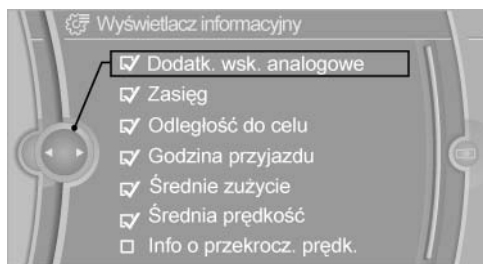 Wyświetlacz informacyjny
Dodatk. wsk. analogowe
Zasięg
Odległość do celu
Godzina przyjazdu
Średnie zużycie
Średnia prędkość
Info o przekrocz. prędk.